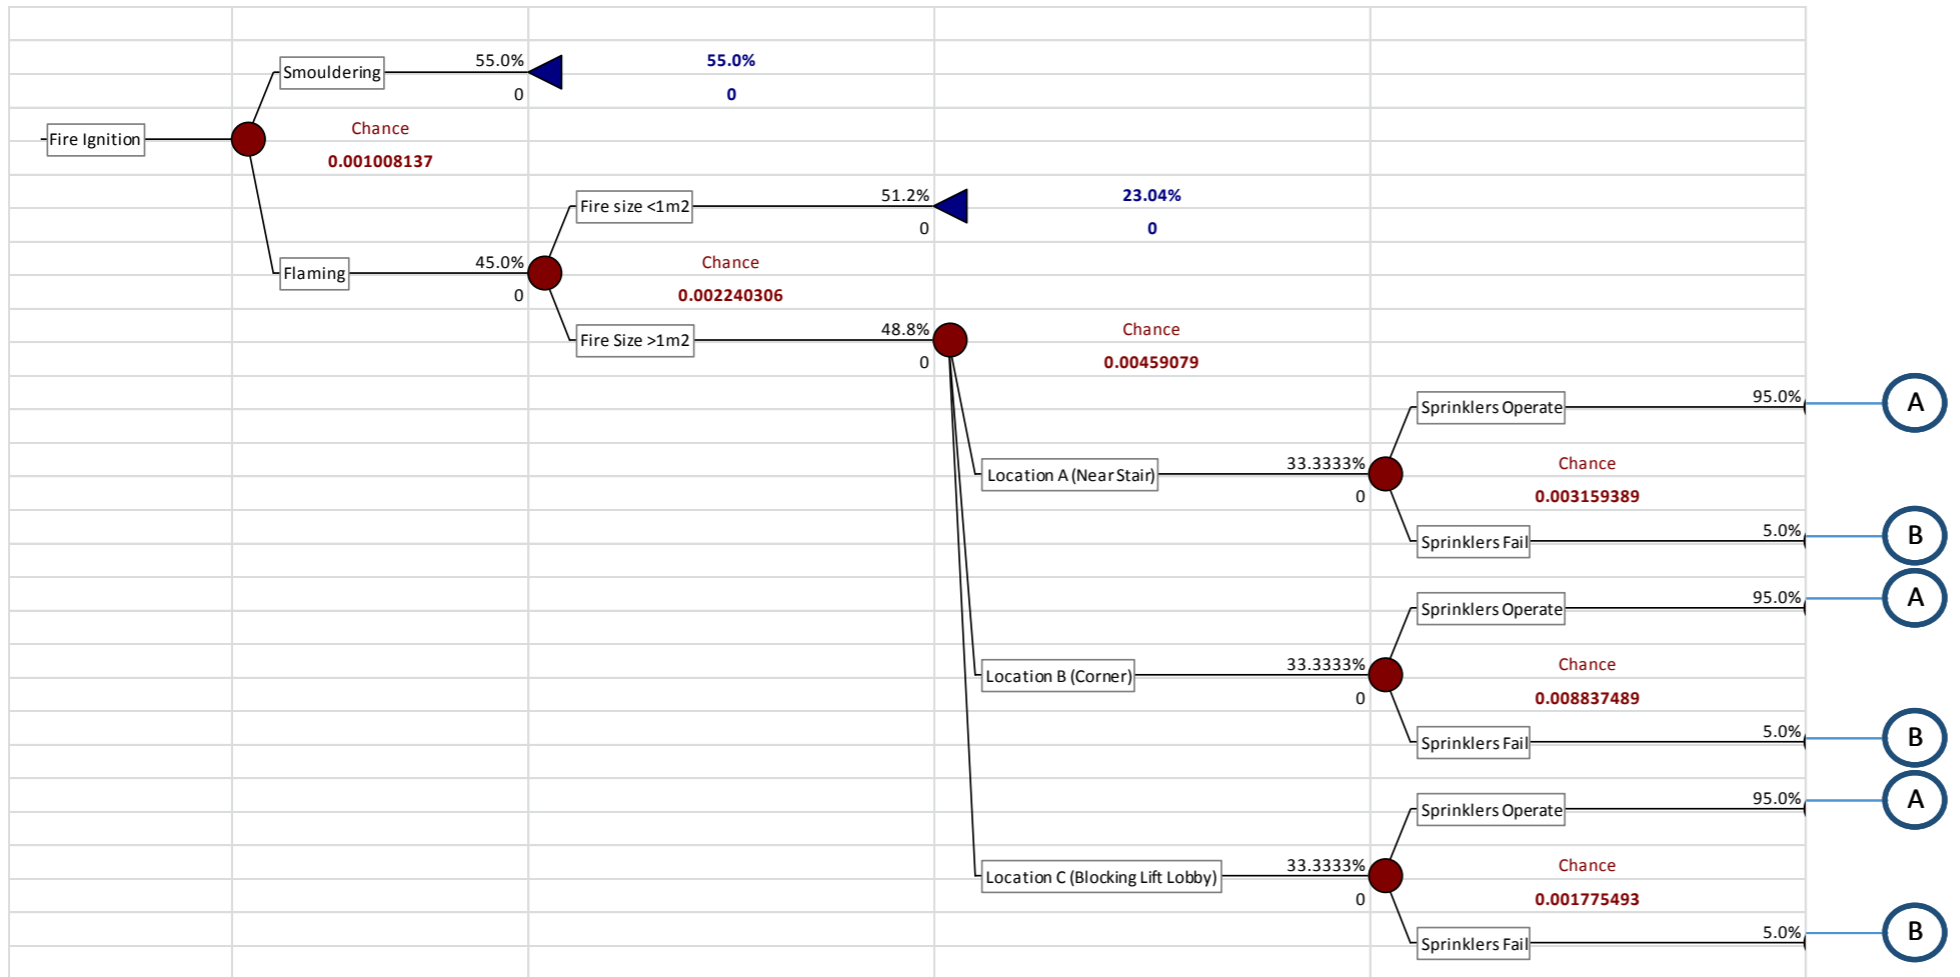 Smouldering 55.0% 55.0%
0 0
Fire Ignition Chance
0.001008137
Fire size <1m2 51.2% 23.04%
0 0
Flaming 45.0% Chance
0 0.002240306
Fire Size >1m2 48.8% Chance
0 0.00459079
Sprinklers Operate 95.0% A
Location A (Near Stair) 33.3333% Chance
0 0.003159389
Sprinklers Fail 5.0% B
Sprinklers Operate 95.0% A
Location B (Corner) 33.3333% Chance
0 0.008837489
Sprinklers Fail 5.0% B
Sprinklers Operate 95.0% A
Location C (Blocking Lift Lobby) 33.3333% Chance
0 0.001775493
Sprinklers Fail 5.0% B